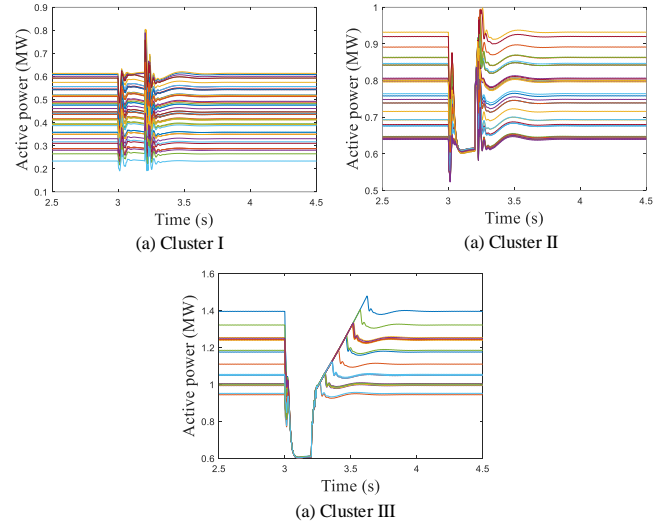 Active power (MW)
0.9
0.8
0.7
0.6
0.5
0.4
0.3
0.2
0.1
2.5 3 3.5 4 4.5
Time (s)
(a) Cluster I
Active power (MW)
1
0.9
0.8
0.7
0.6
0.5
2.5 3 3.5 4 4.5
Time (s)
(a) Cluster II
Active power (MW)
1.6
1.4
1.2
1
0.8
0.6
2.5 3 3.5 4 4.5
Time (s)
(a) Cluster III